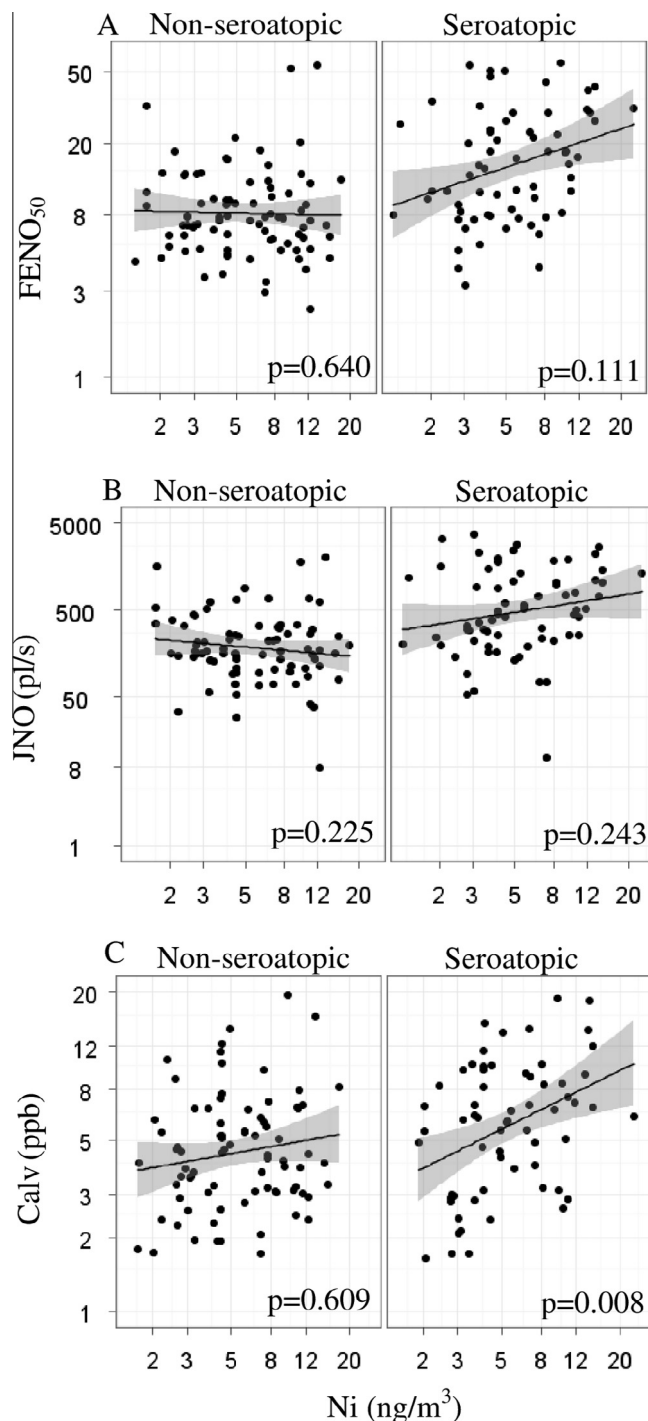 A
Non-seroatopic
Seroatopic
FENO50
50
20
8
3
1
p=0.640
p=0.111
2 3 5 8 12 20
2 3 5 8 12 20
B
Non-seroatopic
Seroatopic
JNO (pl/s)
5000
500
50
8
1
p=0.225
p=0.243
2 3 5 8 12 20
2 3 5 8 12 20
C
Non-seroatopic
Seroatopic
Calv (ppb)
20
12
8
5
3
2
1
p=0.609
p=0.008
2 3 5 8 12 20
2 3 5 8 12 20
Ni (ng/m³)